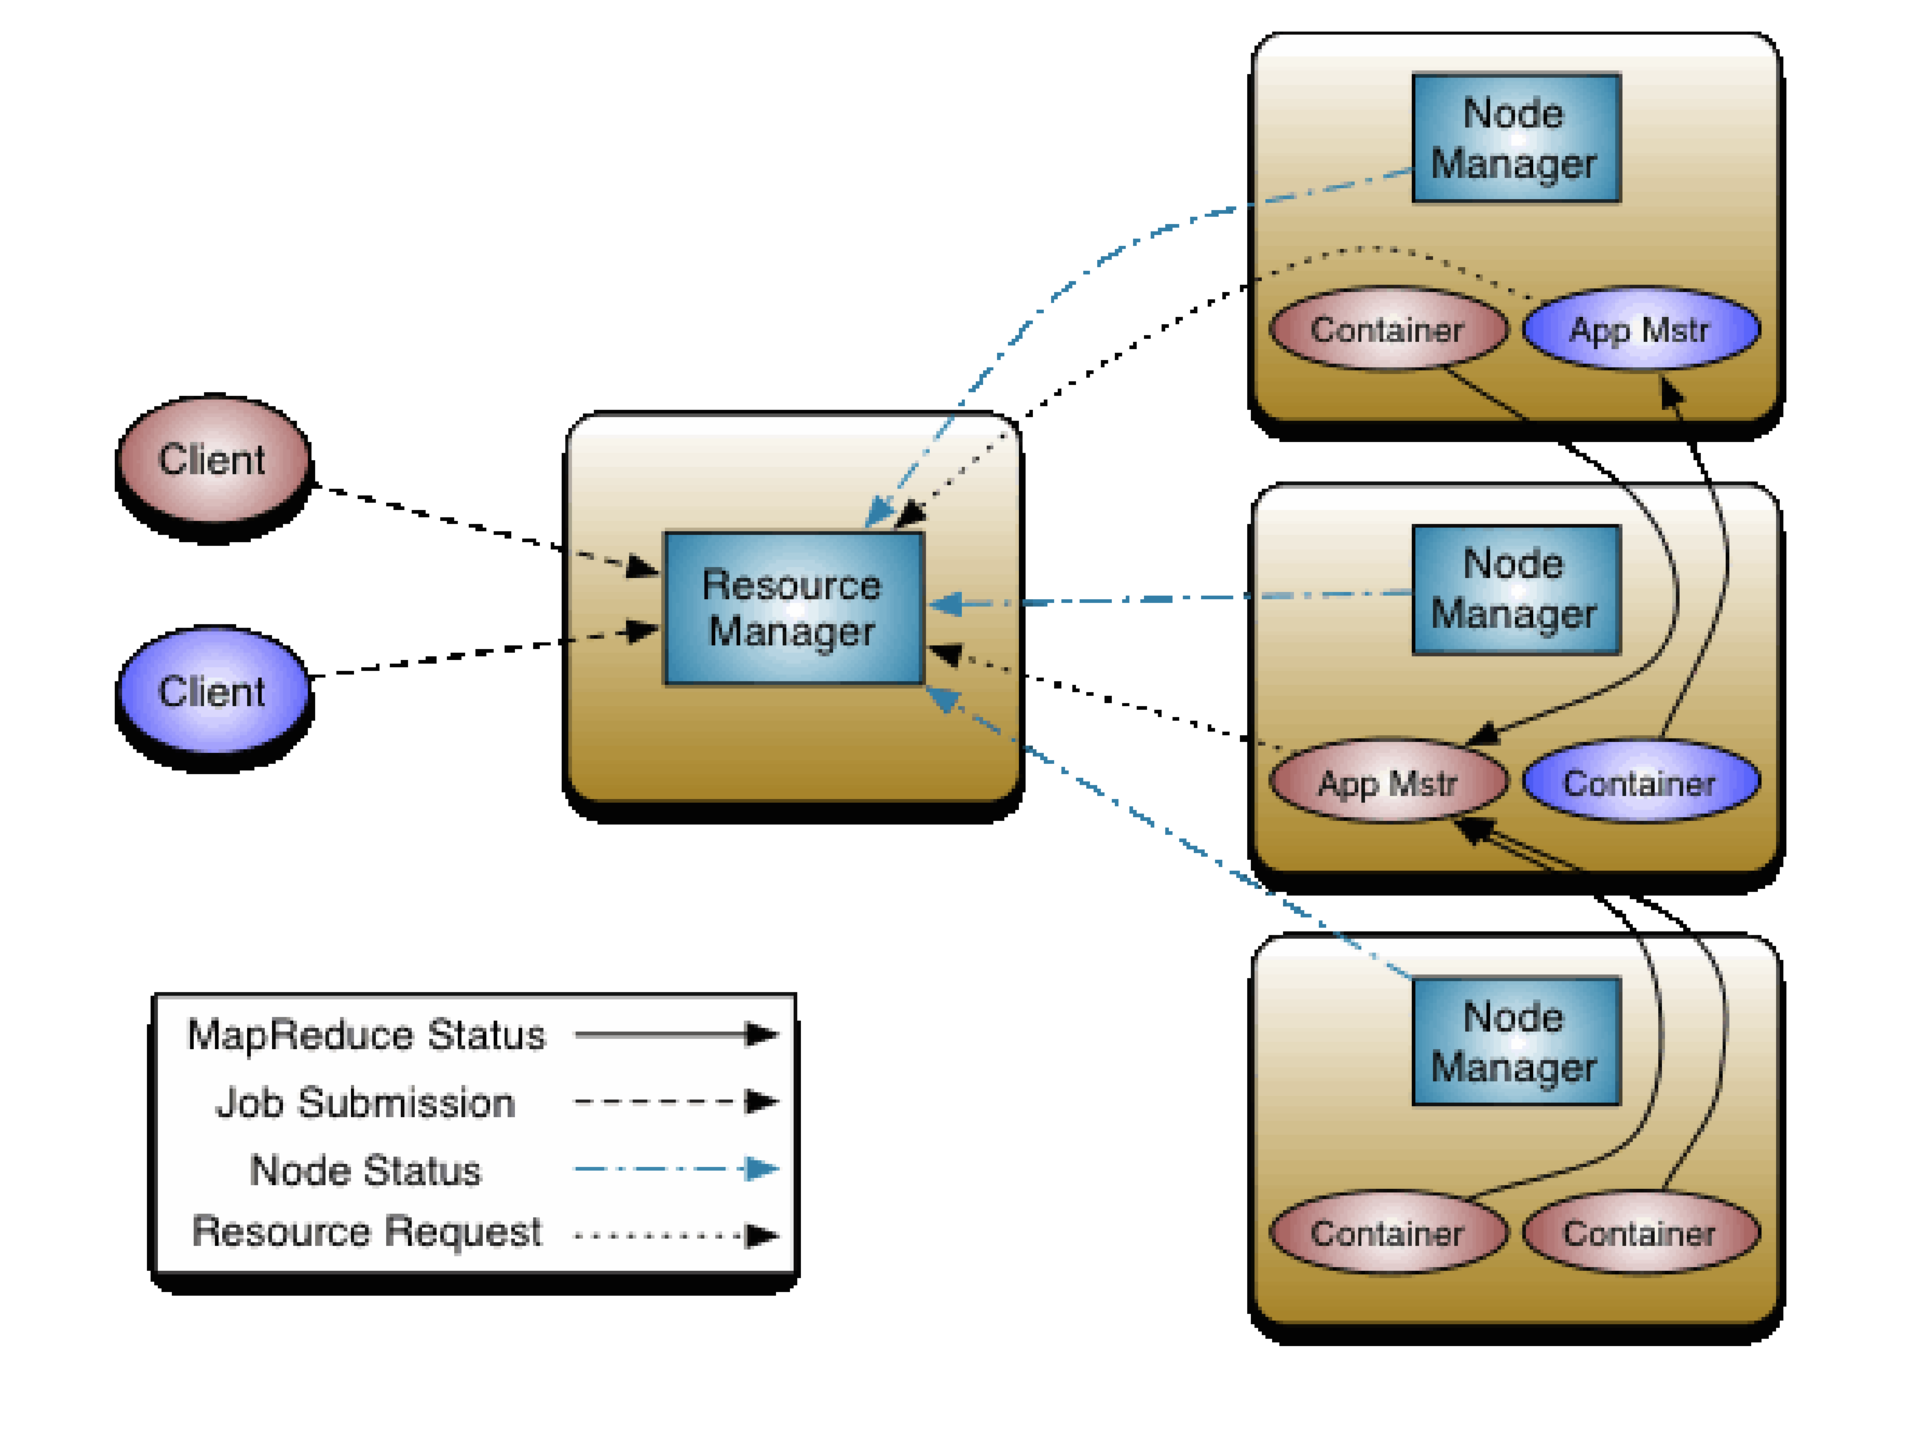 Node
Manager
Container
App Mstr
Client
Client
Resource
Manager
Node
Manager
App Mstr
Container
Node
Manager
Container
Container
MapReduce Status
Job Submission
Node Status
Resource Request